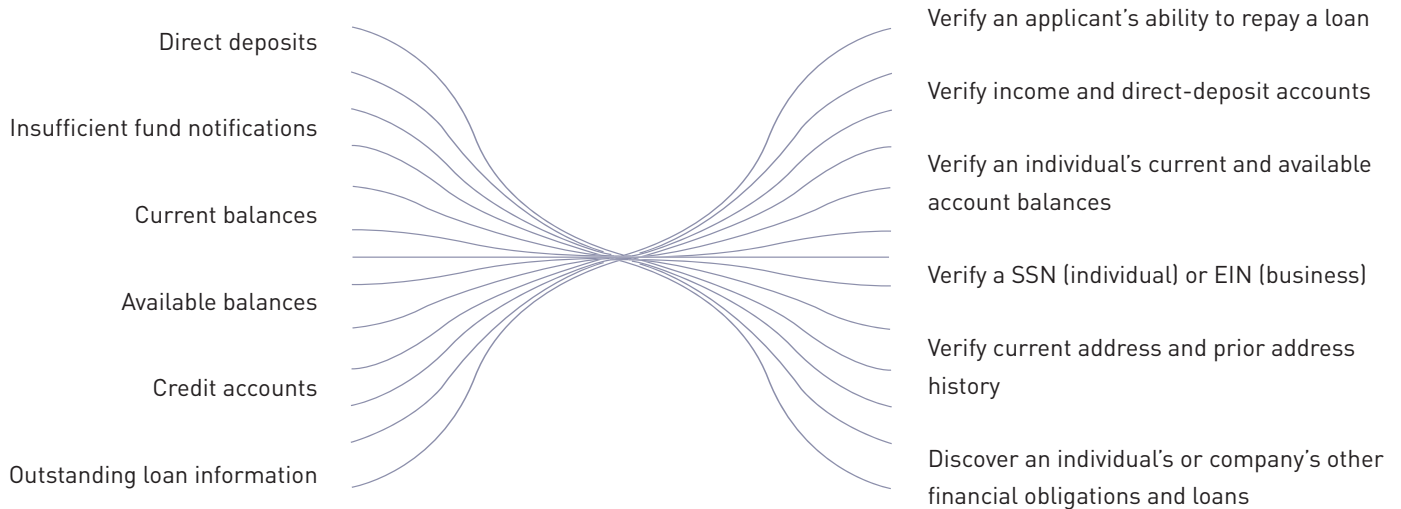 Direct deposits
Insufficient fund notifications
Current balances
Available balances
Credit accounts
Outstanding loan information
Verify an applicant’s ability to repay a loan
Verify income and direct-deposit accounts
Verify an individual’s current and available
account balances
Verify a SSN (individual) or EIN (business)
Verify current address and prior address
history
Discover an individual’s or company’s other
financial obligations and loans